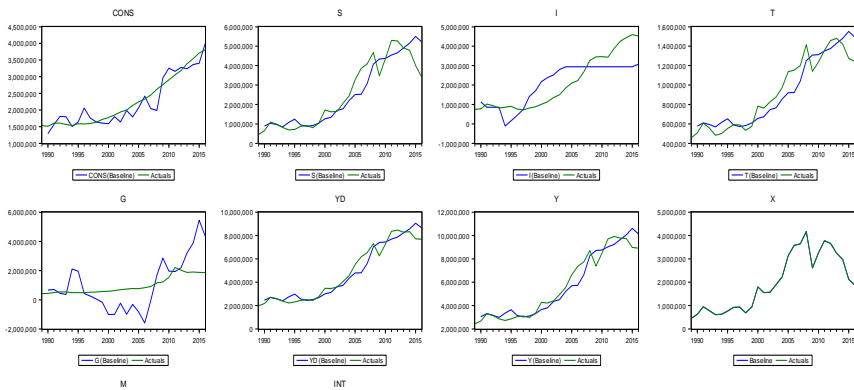 CONS
4,500,000
4,000,000
3,500,000
3,000,000
2,500,000
2,000,000
1,500,000
1,000,000
1990 1995 2000 2005 2010 2015
CONS (Baseline) Actuals
S
6,000,000
5,000,000
4,000,000
3,000,000
2,000,000
1,000,000
0
1990 1995 2000 2005 2010 2015
S (Baseline) Actuals
I
5,000,000
4,000,000
3,000,000
2,000,000
1,000,000
0
-1,000,000
1990 1995 2000 2005 2010 2015
I (Baseline) Actuals
T
1,600,000
1,400,000
1,200,000
1,000,000
800,000
600,000
400,000
1990 1995 2000 2005 2010 2015
T (Baseline) Actuals
G
6,000,000
4,000,000
2,000,000
0
-2,000,000
1990 1995 2000 2005 2010 2015
G (Baseline) Actuals
YD
10,000,000
8,000,000
6,000,000
4,000,000
2,000,000
0
1990 1995 2000 2005 2010 2015
YD (Baseline) Actuals
Y
12,000,000
10,000,000
8,000,000
6,000,000
4,000,000
2,000,000
1990 1995 2000 2005 2010 2015
Y (Baseline) Actuals
X
5,000,000
4,000,000
3,000,000
2,000,000
1,000,000
0
1990 1995 2000 2005 2010 2015
Baseline Actuals
M
INT